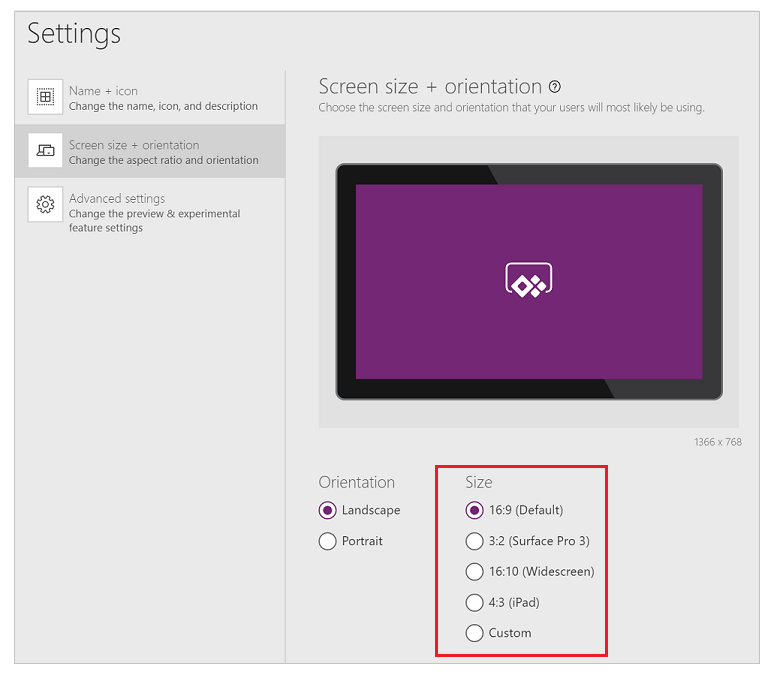 Settings
Name + icon
Change the name, icon, and description
Screen size + orientation
Change the aspect ratio and orientation
Advanced settings
Change the preview & experimental
feature settings
Screen size + orientation
Choose the screen size and orientation that your users will most likely be using.
1366 x 768
Orientation
Landscape
Portrait
Size
16:9 (Default)
3:2 (Surface Pro 3)
16:10 (Widescreen)
4:3 (iPad)
Custom